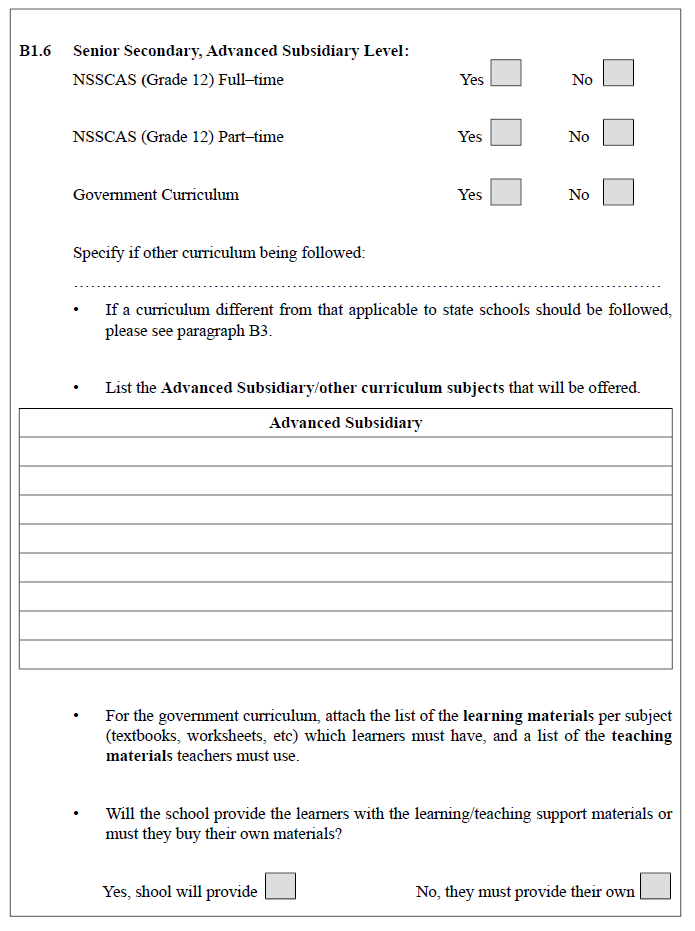 B1.6 Senior Secondary, Advanced Subsidiary Level:
NSSCAS (Grade 12) Full–time Yes No
NSSCAS (Grade 12) Part–time Yes No
Government Curriculum Yes No
Specify if other curriculum being followed:
………………………………………………………………………………………
• If a curriculum different from that applicable to state schools should be followed,
please see paragraph B3.
• List the Advanced Subsidiary/other curriculum subjects that will be offered.
Advanced Subsidiary
• For the government curriculum, attach the list of the learning materials per subject
(textbooks, worksheets, etc) which learners must have, and a list of the teaching
materials teachers must use.
• Will the school provide the learners with the learning/teaching support materials or
must they buy their own materials?
Yes, shool will provide No, they must provide their own